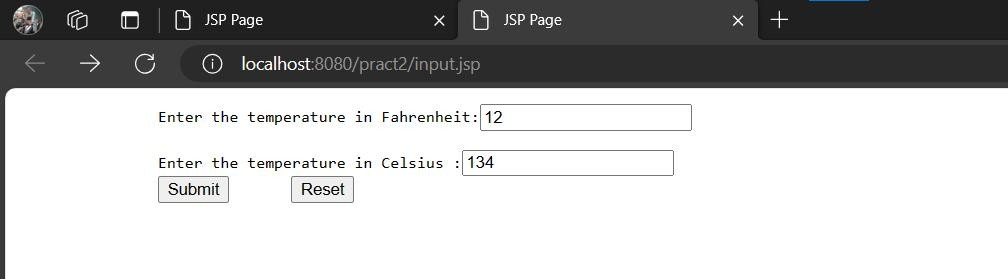 JSP Page
JSP Page
localhost:8080/pract2/input.jsp
Enter the temperature in Fahrenheit:12
Enter the temperature in Celsius :134
Submit Reset